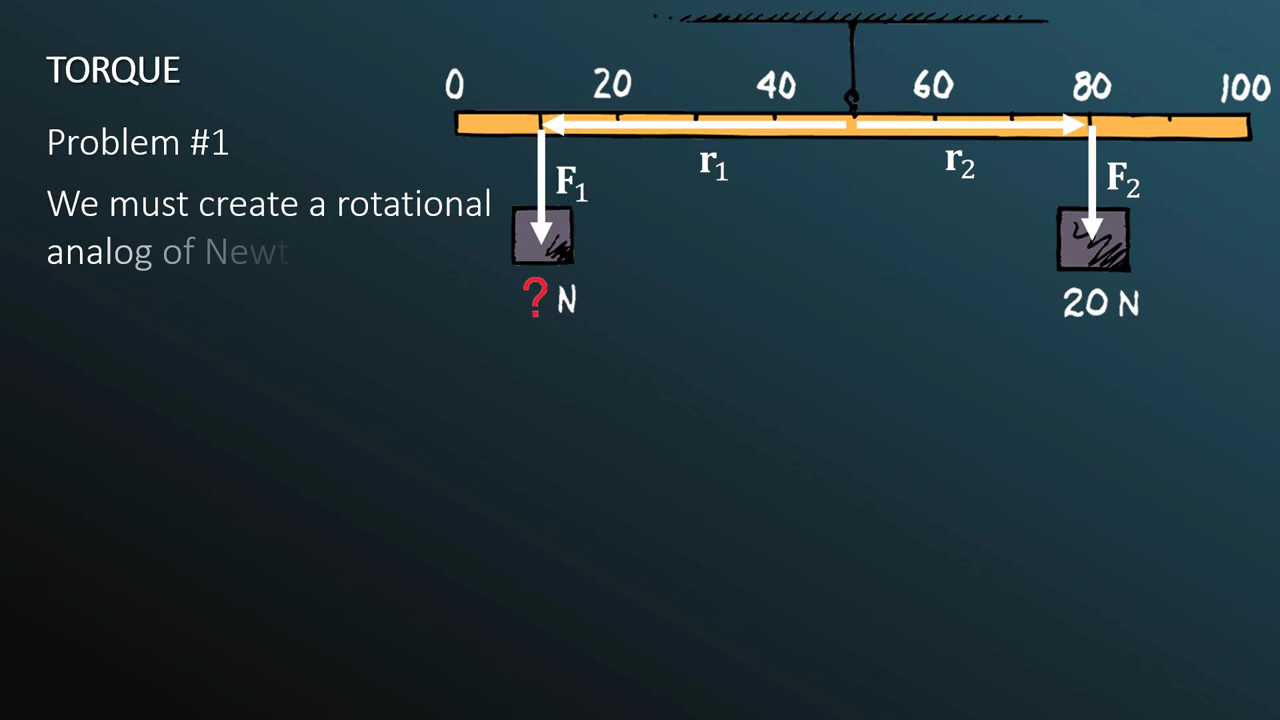 TORQUE
0 20 40 60 80 100
Problem #1
r1 r2
F1 F2
We must create a rotational
analog of Newt
? N 20 N